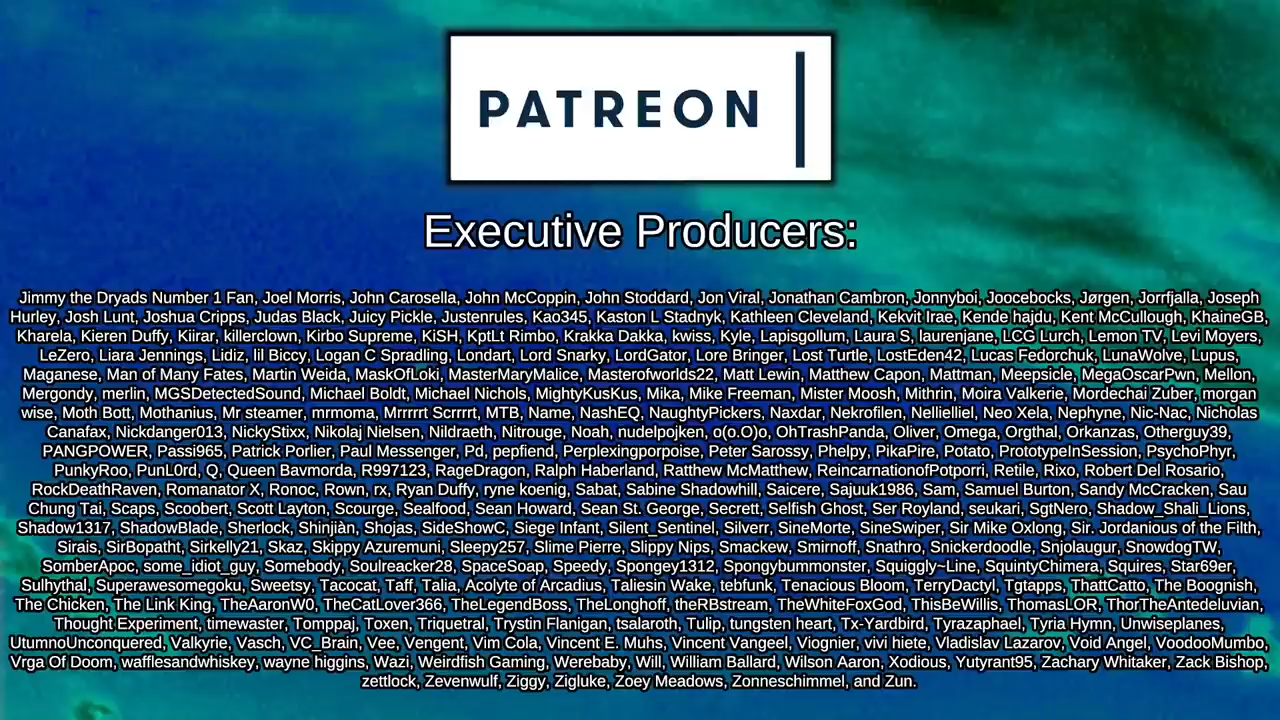 PATREON
Executive Producers:
Jimmy the Dryads Number 1 Fan, Joel Morris, John Carosella, John McCoppin, John Stoddard, Jon Viral, Jonathan Cambron, Jonnyboi, Joocebocks, Jørgen, Jorrfjalla, Joseph
Hurley, Josh Lunt, Joshua Cripps, Judas Black, Juicy Pickle, Justenrules, Kao345, Kaston L Stadnyk, Kathleen Cleveland, Kekvit Irae, Kende hajdu, Kent McCullough, KhaineGB,
Kharela, Kieren Duffy, Kiirar, killerclown, Kirbo Supreme, KiSH, KptLt Rimbo, Krakka Dakka, kwiss, Kyle, Lapisgollum, Laura S, laurenjane, LCG Lurch, Lemon TV, Levi Moyers,
LeZero, Liara Jennings, Lidiz, lil Biccy, Logan C Spradling, Londart, Lord Snarky, LordGator, Lore Bringer, Lost Turtle, LostEden42, Lucas Fedorchuk, LunaWolve, Lupus,
Maganese, Man of Many Fates, Martin Weida, MaskOfLoki, MasterMaryMalice, Masterofworlds22, Matt Lewin, Matthew Capon, Mattman, Meepsicle, MegaOscarPwn, Mellon,
Mergondy, merlin, MGSDetectedSound, Michael Boldt, Michael Nichols, MightyKusKus, Mika, Mike Freeman, Mister Moosh, Mithrin, Moira Valkerie, Mordechai Zuber, morgan
wise, Moth Bott, Mothanius, Mr steamer, mrmoma, Mrrrrrt Scrrrrt, MTB, Name, NashEQ, NaughtyPickers, Naxdar, Nekrofilen, Nellielliel, Neo Xela, Nephyne, Nic-Nac, Nicholas
Canafax, Nickdanger013, NickyStixx, Nikolaj Nielsen, Nildraeth, Nitrouge, Noah, nudelpojken, o(o.O)o, OhTrashPanda, Oliver, Omega, Orgthal, Orkanzas, Otherguy39,
PANGPOWER, Passi965, Patrick Porlier, Paul Messenger, Pd, pepfiend, Perplexingporpoise, Peter Sarossy, Phelpy, PikaPire, Potato, PrototypeInSession, PsychoPhyr,
PunkyRoo, PunL0rd, Q, Queen Bavmorda, R997123, RageDragon, Ralph Haberland, Ratthew McMatthew, ReincarnationofPotporri, Retile, Rixo, Robert Del Rosario,
RockDeathRaven, Romanator X, Ronoc, Rown, rx, Ryan Duffy, ryne koenig, Sabat, Sabine Shadowhill, Saicere, Sajuuk1986, Sam, Samuel Burton, Sandy McCracken, Sau
Chung Tai, Scaps, Scoobert, Scott Layton, Scourge, Sealfood, Sean Howard, Sean St. George, Secrett, Selfish Ghost, Ser Royland, seukari, SgtNero, Shadow_Shali_Lions,
Shadow1317, ShadowBlade, Sherlock, Shinjiàn, Shojas, SideShowC, Siege Infant, Silent_Sentinel, Silverr, SineMorte, SineSwiper, Sir Mike Oxlong, Sir. Jordanious of the Filth,
Sirais, SirBopatht, Sirkelly21, Skaz, Skippy Azuremuni, Sleepy257, Slime Pierre, Slippy Nips, Smackew, Smirnoff, Snathro, Snickerdoodle, Snjolaugur, SnowdogTW,
SomberApoc, some_idiot_guy, Somebody, Soulreacker28, SpaceSoap, Speedy, Spongey1312, Spongybummonster, Squiggly~Line, SquintyChimera, Squires, Star69er,
Sulhythal, Superawesomegoku, Sweetsy, Tacocat, Taff, Talia, Acolyte of Arcadius, Taliesin Wake, tebfunk, Tenacious Bloom, TerryDactyl, Tgtapps, ThattCatto, The Boognish,
The Chicken, The Link King, TheAaronW0, TheCatLover366, TheLegendBoss, TheLonghoff, theRBstream, TheWhiteFoxGod, ThisBeWillis, ThomasLOR, ThorTheAntedeluvian,
Thought Experiment, timewaster, Tomppaj, Toxen, Triquetral, Trystin Flanigan, tsalaroth, Tulip, tungsten heart, Tx-Yardbird, Tyrazaphael, Tyria Hymn, Unwiseplanes,
UtumnoUnconquered, Valkyrie, Vasch, VC_Brain, Vee, Vengent, Vim Cola, Vincent E. Muhs, Vincent Vangeel, Viognier, vivi hiete, Vladislav Lazarov, Void Angel, VoodooMumbo,
Vrga Of Doom, wafflesandwhiskey, wayne higgins, Wazi, Weirdfish Gaming, Werebaby, Will, William Ballard, Wilson Aaron, Xodious, Yutyrant95, Zachary Whitaker, Zack Bishop,
zettlock, Zevenwulf, Ziggy, Zigluke, Zoey Meadows, Zonneschimmel, and Zun.